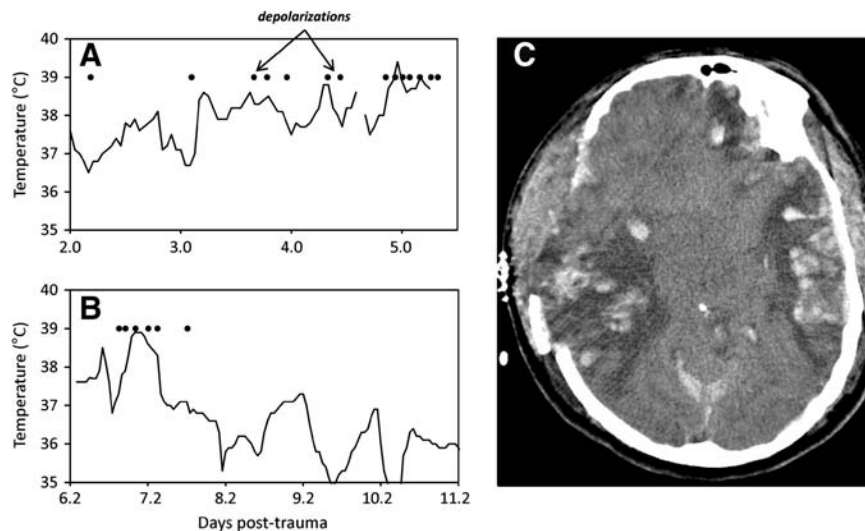 depolarizations
40
A
39
38
37
36
35
Temperature (°C)
2.0 3.0 4.0 5.0
40
B
39
38
37
36
35
Temperature (°C)
6.2 7.2 8.2 9.2 10.2 11.2
Days post-trauma
C